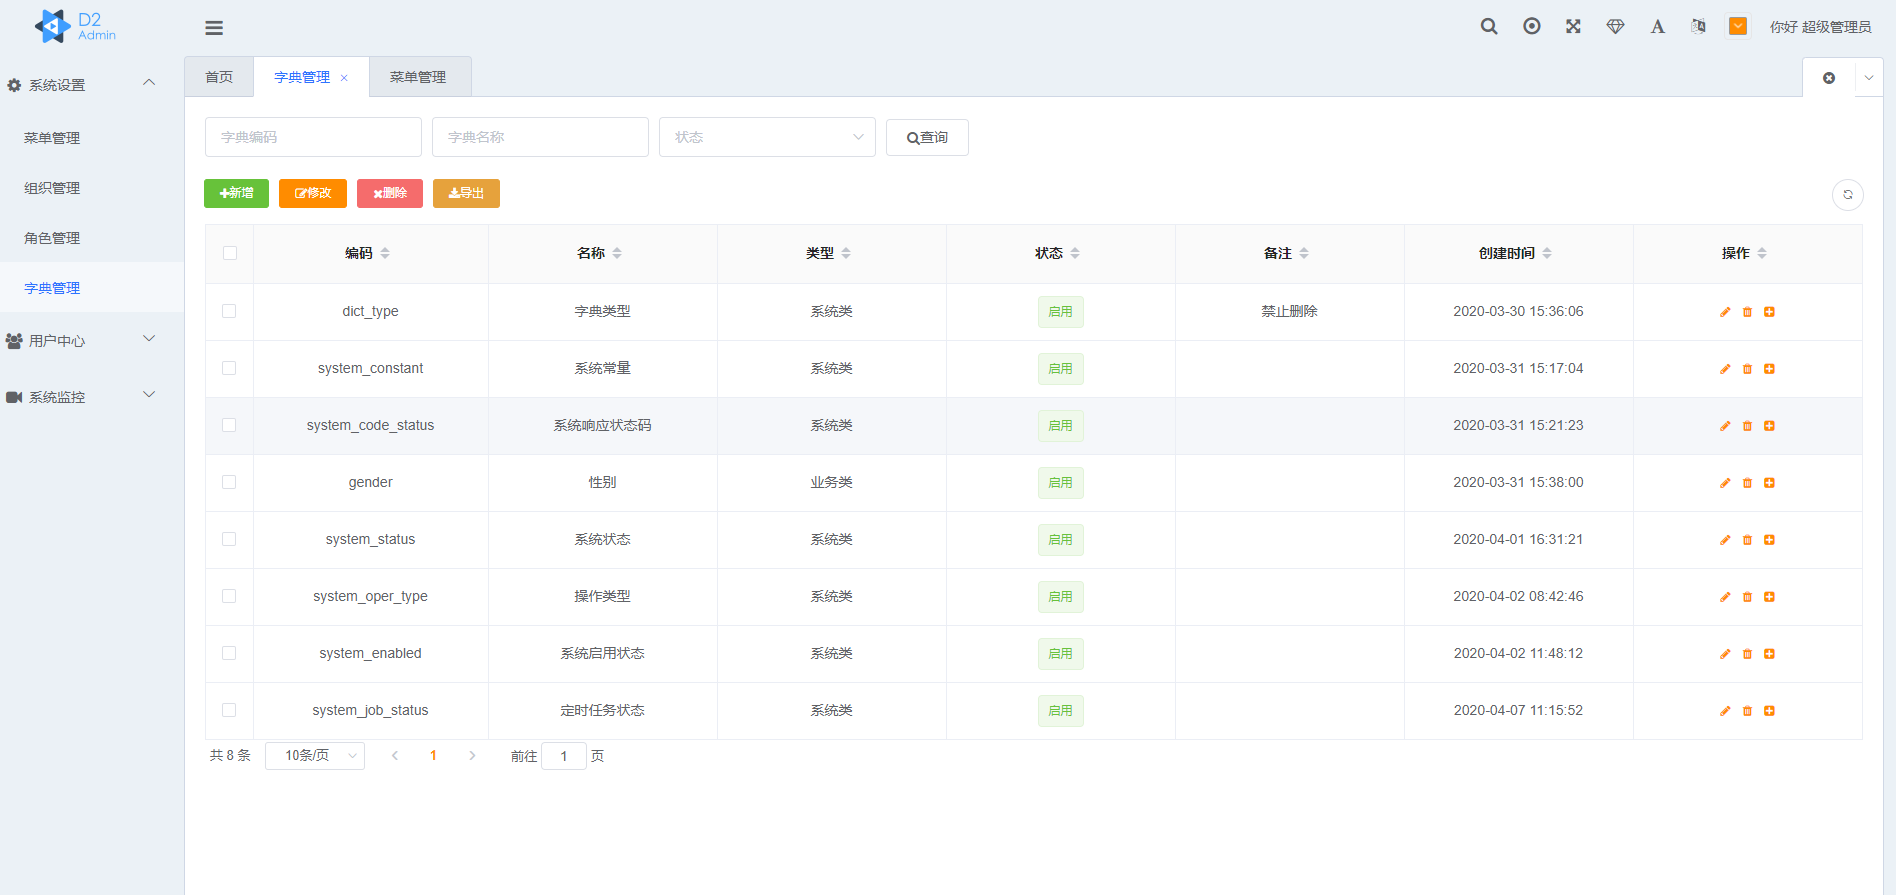 D2
Admin
你好 超级管理员
系统设置
菜单管理
组织管理
角色管理
字典管理
用户中心
系统监控
首页 字典管理 菜单管理
字典编码 字典名称 状态 查询
新增 修改 删除 导出
编码 名称 类型 状态 备注 创建时间 操作
dict_type 字典类型 系统类 启用 禁止删除 2020-03-30 15:36:06
system_constant 系统常量 系统类 启用 2020-03-31 15:17:04
system_code_status 系统响应状态码 系统类 启用 2020-03-31 15:21:23
gender 性别 业务类 启用 2020-03-31 15:38:00
system_status 系统状态 系统类 启用 2020-04-01 16:31:21
system_oper_type 操作类型 系统类 启用 2020-04-02 08:42:46
system_enabled 系统启用状态 系统类 启用 2020-04-02 11:48:12
system_job_status 定时任务状态 系统类 启用 2020-04-07 11:15:52
共 8 条 10条/页 1 前往 1 页